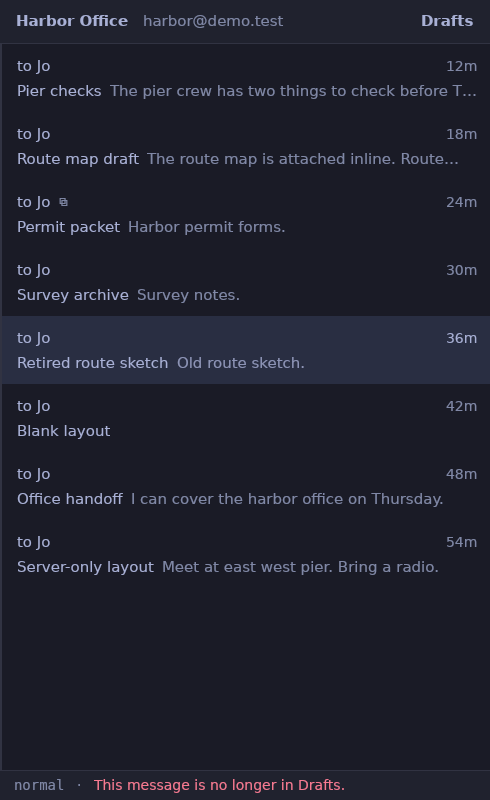 Harbor Office harbor@demo.test Drafts
to Jo 12m
Pier checks The pier crew has two things to check before T…
to Jo 18m
Route map draft The route map is attached inline. Route…
to Jo 24m
Permit packet Harbor permit forms.
to Jo 30m
Survey archive Survey notes.
to Jo 36m
Retired route sketch Old route sketch.
to Jo 42m
Blank layout
to Jo 48m
Office handoff I can cover the harbor office on Thursday.
to Jo 54m
Server-only layout Meet at east west pier. Bring a radio.
normal · This message is no longer in Drafts.